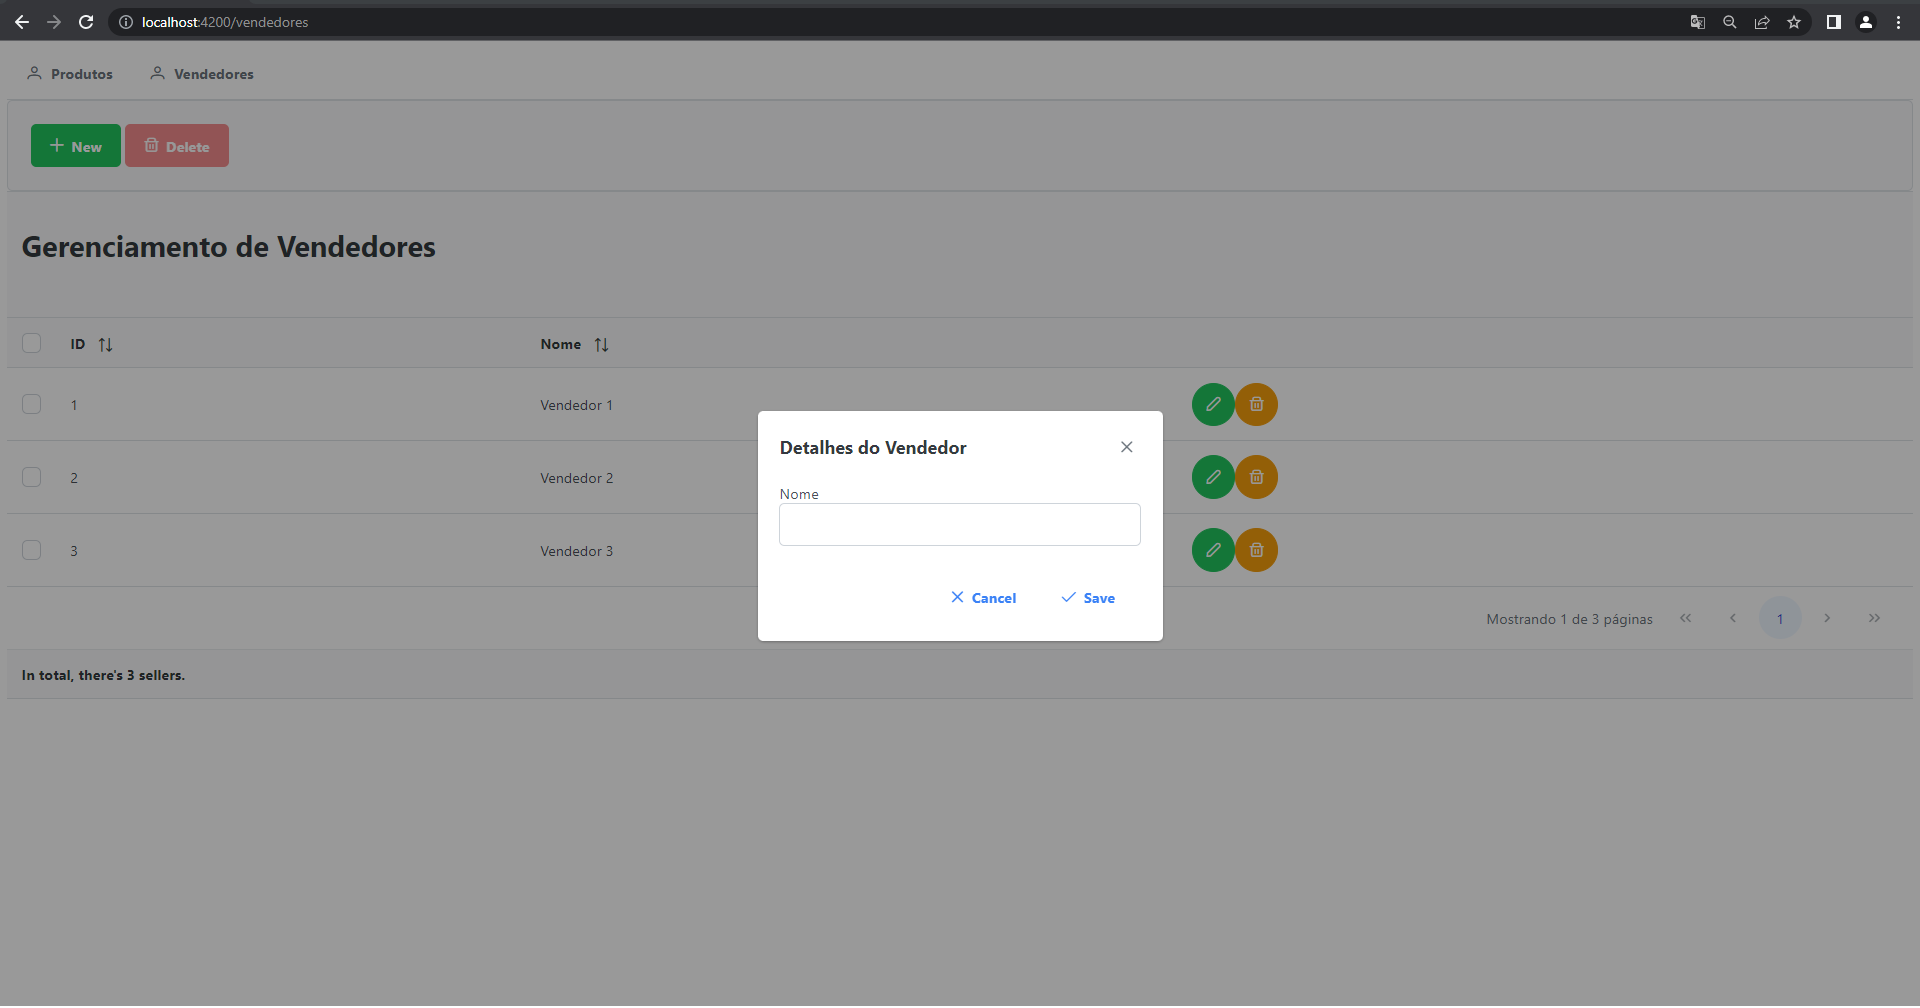 localhost:4200/vendedores
Produtos Vendedores
New Delete
Gerenciamento de Vendedores
ID Nome
1 Vendedor 1
2 Vendedor 2
3 Vendedor 3
Detalhes do Vendedor
Nome
Cancel Save
Mostrando 1 de 3 páginas 1
In total, there's 3 sellers.